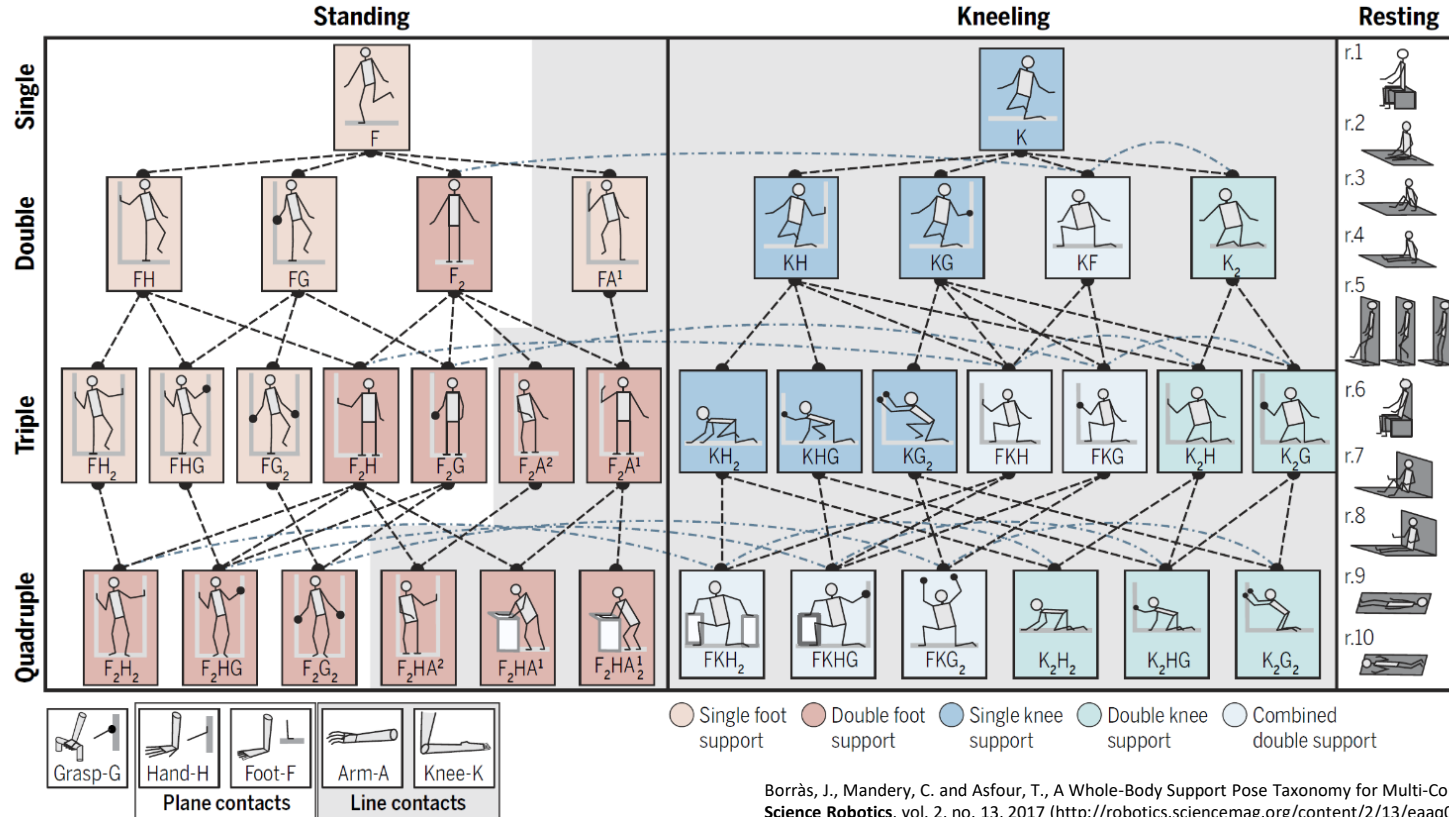 Standing Kneeling Resting
Single
F K
r.1
r.2
Double
FH FG F₂ FA¹ KH KG KF K₂
r.3
r.4
r.5
Triple
FH₂ FHG FG₂ F₂H F₂G F₂A² F₂A¹ KH₂ KHG KG₂ FKH FKG K₂H K₂G
r.6
r.7
r.8
Quadruple
F₂H₂ F₂HG F₂G₂ F₂HA² F₂HA¹ F₂HA¹₂ FKH₂ FKHG FKG₂ K₂H₂ K₂HG K₂G₂
r.9
r.10
Grasp-G Hand-H Foot-F Arm-A Knee-K
Plane contacts Line contacts
Single foot support
Double foot support
Single knee support
Double knee support
Combined double support
Borràs, J., Mandery, C. and Asfour, T., A Whole-Body Support Pose Taxonomy for Multi-Co
Science Robotics, vol. 2, no. 13, 2017 (http://robotics.sciencemag.org/content/2/13/eaaq0